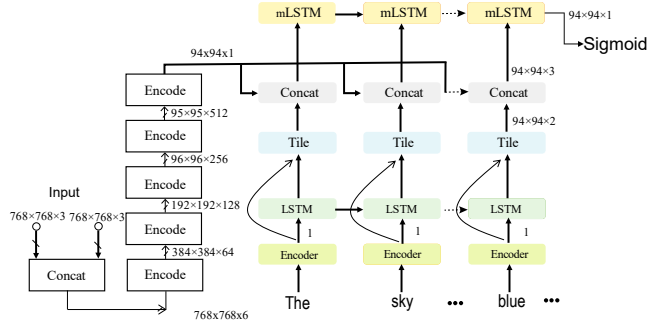 mLSTM mLSTM mLSTM 94×94×1
Sigmoid
94x94x1
Encode Concat Concat Concat 94×94×3
95×95×512
94×94×2
Encode Tile Tile Tile
96×96×256
Encode
Input
192×192×128
768×768×3 768×768×3 LSTM LSTM LSTM
Encode 1 1 1
384×384×64
Concat Encode Encoder Encoder Encoder
The sky ••• blue •••
768x768x6